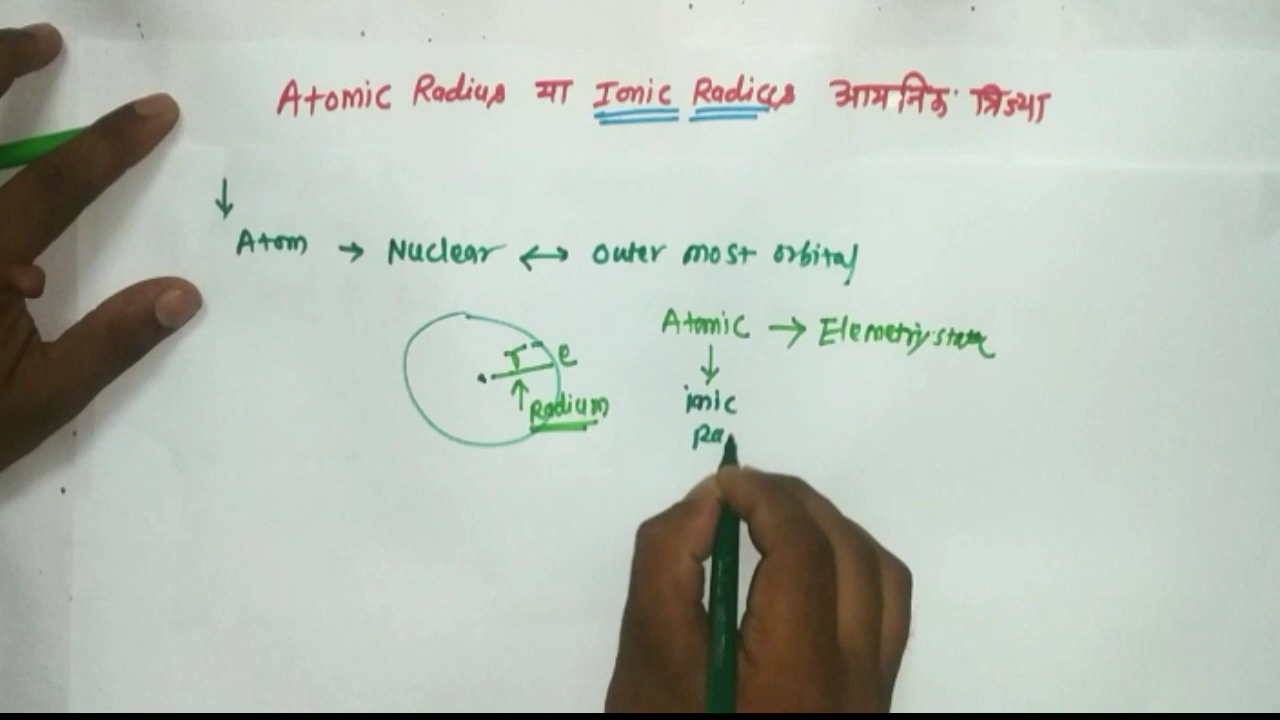 Atomic Radius या Ionic Radius आयनिक त्रिज्या
↓
Atom → Nuclear ↔ outer most orbital
Atomic → Elemetry state
r e
↓
Radium
ionic
Ra